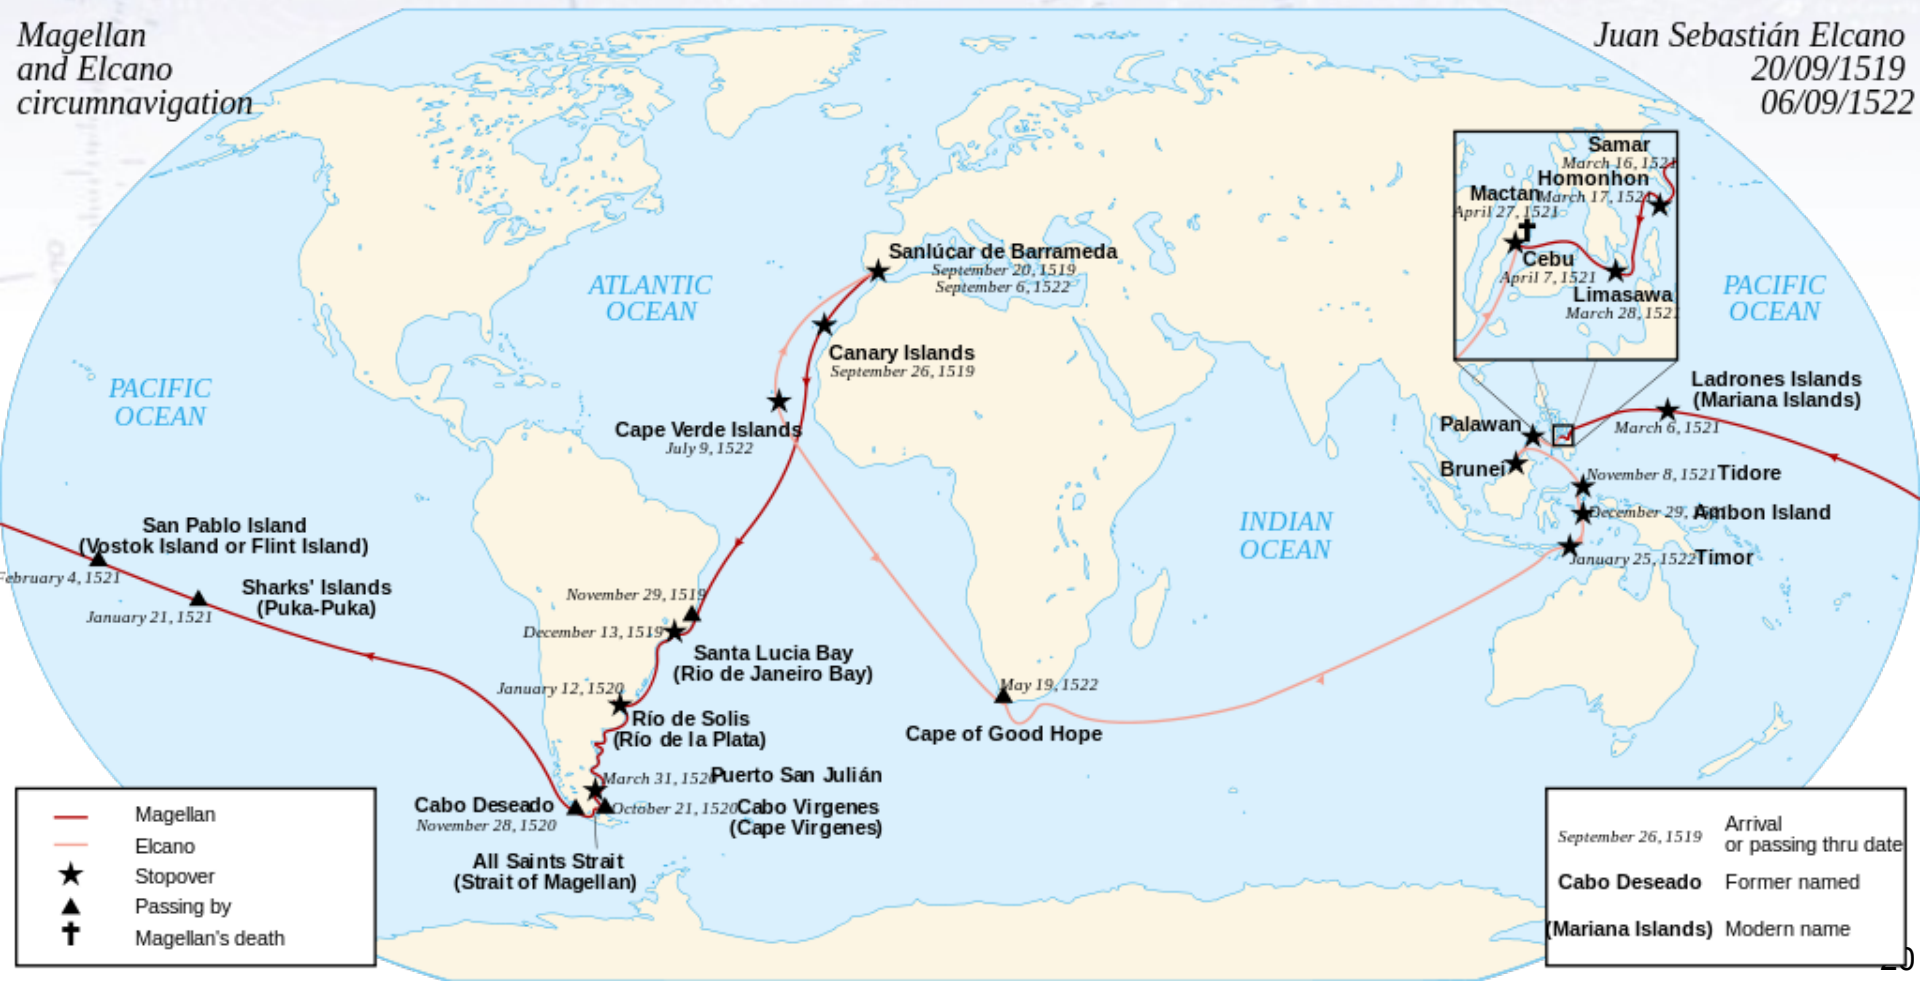 Magellan
and Elcano
circumnavigation
Juan Sebastián Elcano
20/09/1519
06/09/1522
Samar
March 16, 1521
Homonhon
March 17, 1521
Mactan
April 27, 1521
Cebu
April 7, 1521
Limasawa
March 28, 1521
Sanlúcar de Barrameda
September 20, 1519
September 6, 1522
ATLANTIC
OCEAN
PACIFIC
OCEAN
Canary Islands
September 26, 1519
PACIFIC
OCEAN
Ladrones Islands
(Mariana Islands)
March 6, 1521
Cape Verde Islands
July 9, 1522
Palawan
Brunei
November 8, 1521 Tidore
December 29, Ambon Island
January 25, 1522 Timor
INDIAN
OCEAN
San Pablo Island
(Vostok Island or Flint Island)
February 4, 1521
Sharks' Islands
(Puka-Puka)
January 21, 1521
November 29, 1519
December 13, 1519
Santa Lucia Bay
(Rio de Janeiro Bay)
January 12, 1520
Río de Solis
(Río de la Plata)
May 19, 1522
Cape of Good Hope
March 31, 1520 Puerto San Julián
October 21, 1520 Cabo Virgenes
(Cape Virgenes)
Cabo Deseado
November 28, 1520
All Saints Strait
(Strait of Magellan)
Magellan
Elcano
Stopover
Passing by
Magellan's death
September 26, 1519 Arrival
or passing thru date
Cabo Deseado Former named
(Mariana Islands) Modern name